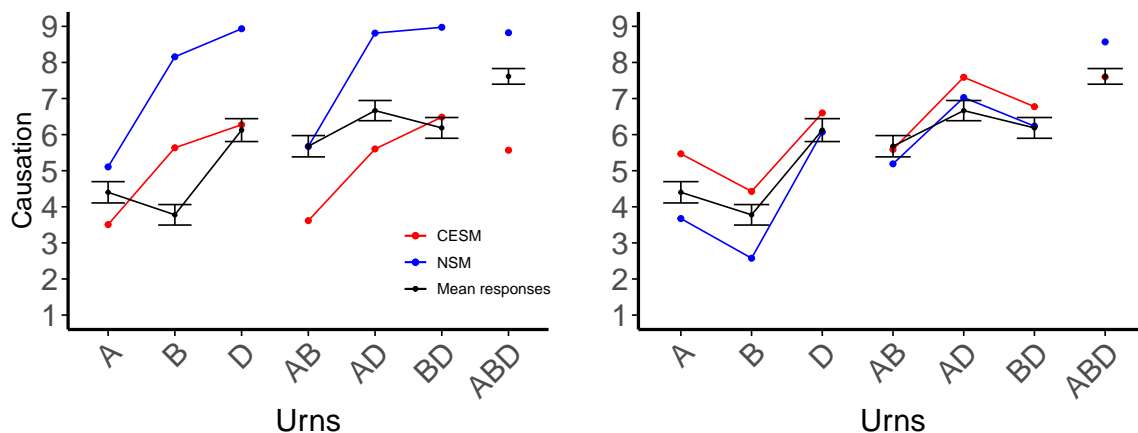 Causation
9
8
7
6
5
4
3
2
1
CESM
NSM
Mean responses
A B D AB AD BD ABD
Urns
9
8
7
6
5
4
3
2
1
A B D AB AD BD ABD
Urns